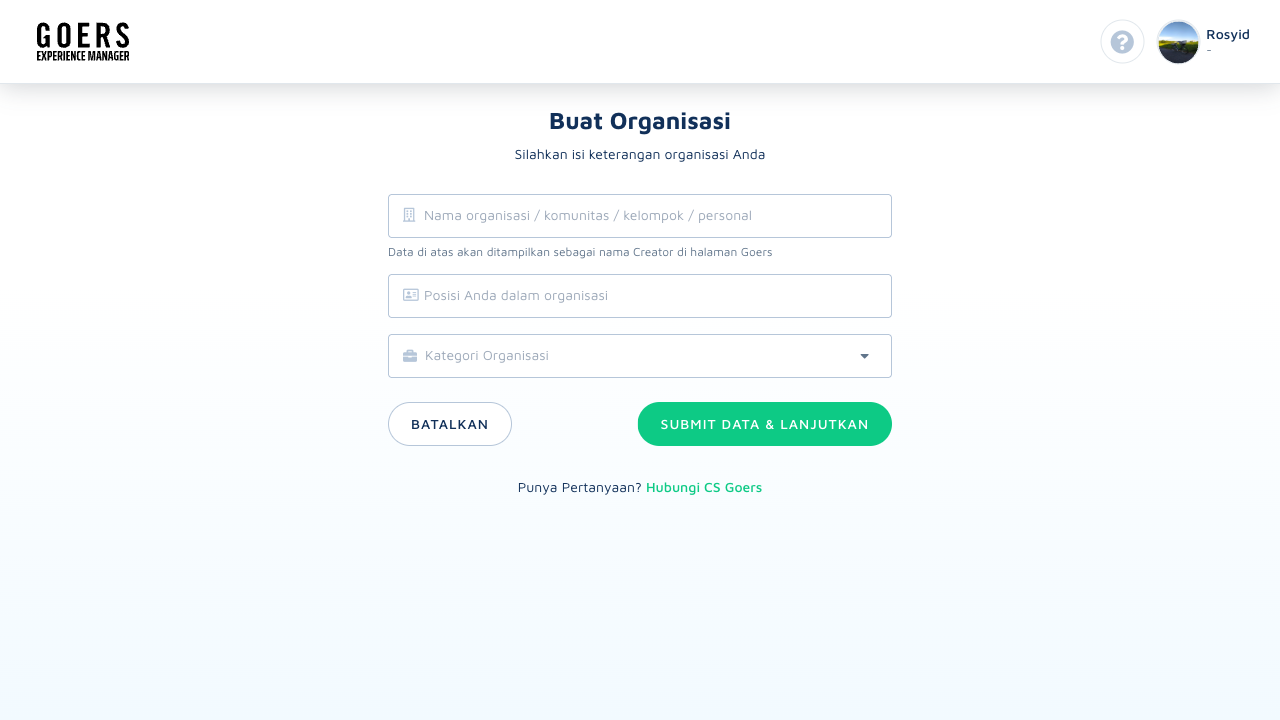 GOERS
EXPERIENCE MANAGER
Rosyid
-
Buat Organisasi
Silahkan isi keterangan organisasi Anda
Nama organisasi / komunitas / kelompok / personal
Data di atas akan ditampilkan sebagai nama Creator di halaman Goers
Posisi Anda dalam organisasi
Kategori Organisasi
BATALKAN
SUBMIT DATA & LANJUTKAN
Punya Pertanyaan? Hubungi CS Goers